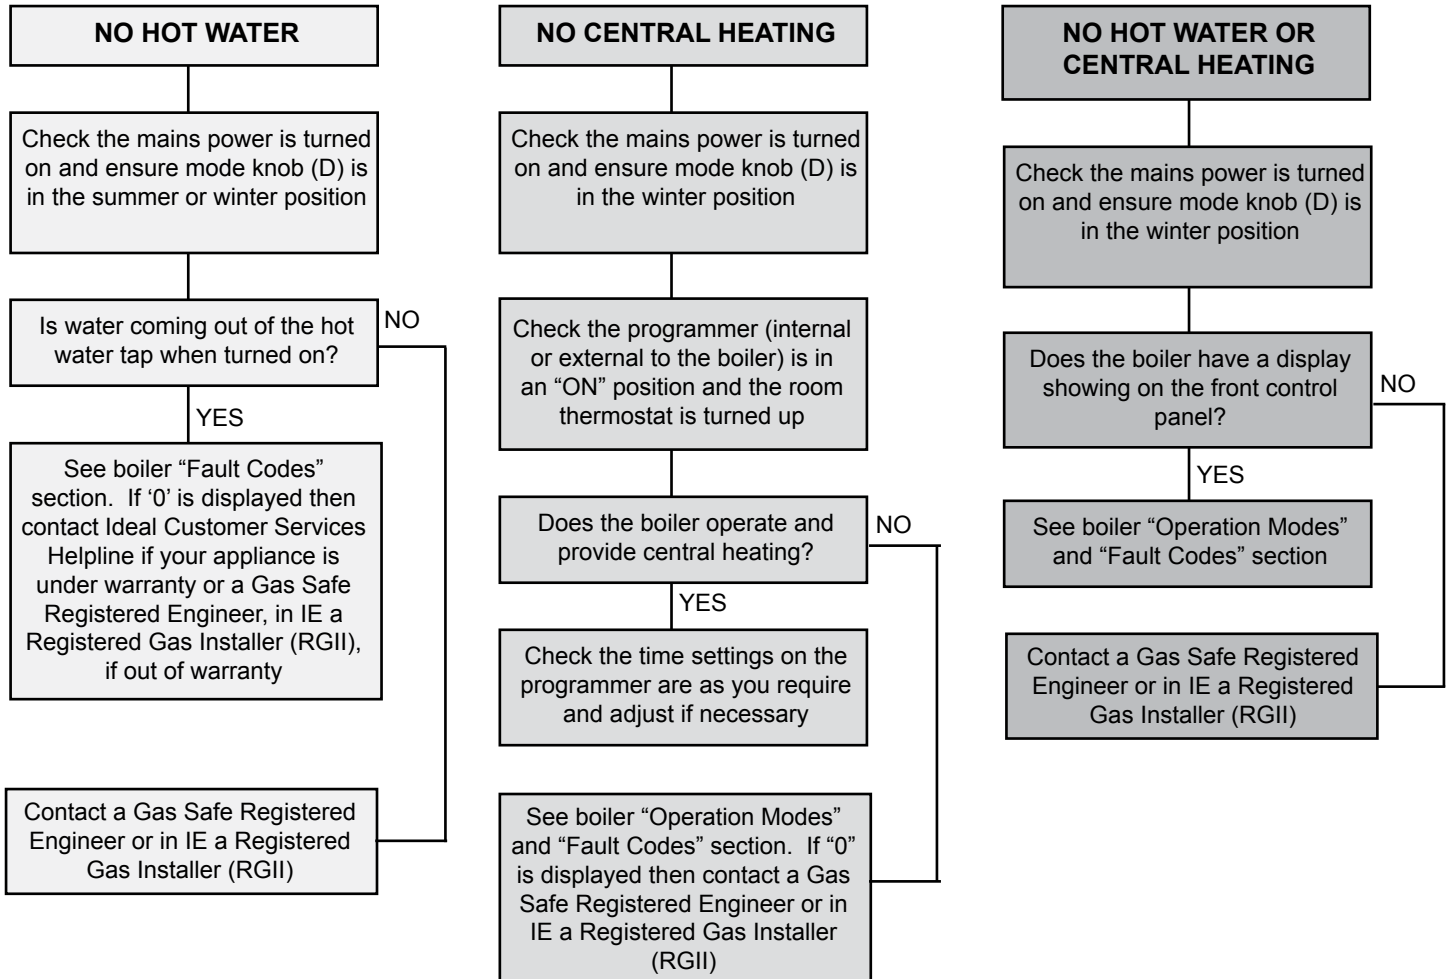 NO HOT WATER
Check the mains power is turned
on and ensure mode knob (D) is
in the summer or winter position
Is water coming out of the hot
water tap when turned on?
NO
YES
See boiler “Fault Codes”
section.  If ‘0’ is displayed then
contact Ideal Customer Services
Helpline if your appliance is
under warranty or a Gas Safe
Registered Engineer, in IE a
Registered Gas Installer (RGII),
if out of warranty
Contact a Gas Safe Registered
Engineer or in IE a Registered
Gas Installer (RGII)
NO CENTRAL HEATING
Check the mains power is turned
on and ensure mode knob (D) is
in the winter position
Check the programmer (internal
or external to the boiler) is in
an “ON” position and the room
thermostat is turned up
Does the boiler operate and
provide central heating?
NO
YES
Check the time settings on the
programmer are as you require
and adjust if necessary
See boiler “Operation Modes”
and “Fault Codes” section.  If “0”
is displayed then contact a Gas
Safe Registered Engineer or in
IE a Registered Gas Installer
(RGII)
NO HOT WATER OR
CENTRAL HEATING
Check the mains power is turned
on and ensure mode knob (D) is
in the winter position
Does the boiler have a display
showing on the front control
panel?
NO
YES
See boiler “Operation Modes”
and “Fault Codes” section
Contact a Gas Safe Registered
Engineer or in IE a Registered
Gas Installer (RGII)